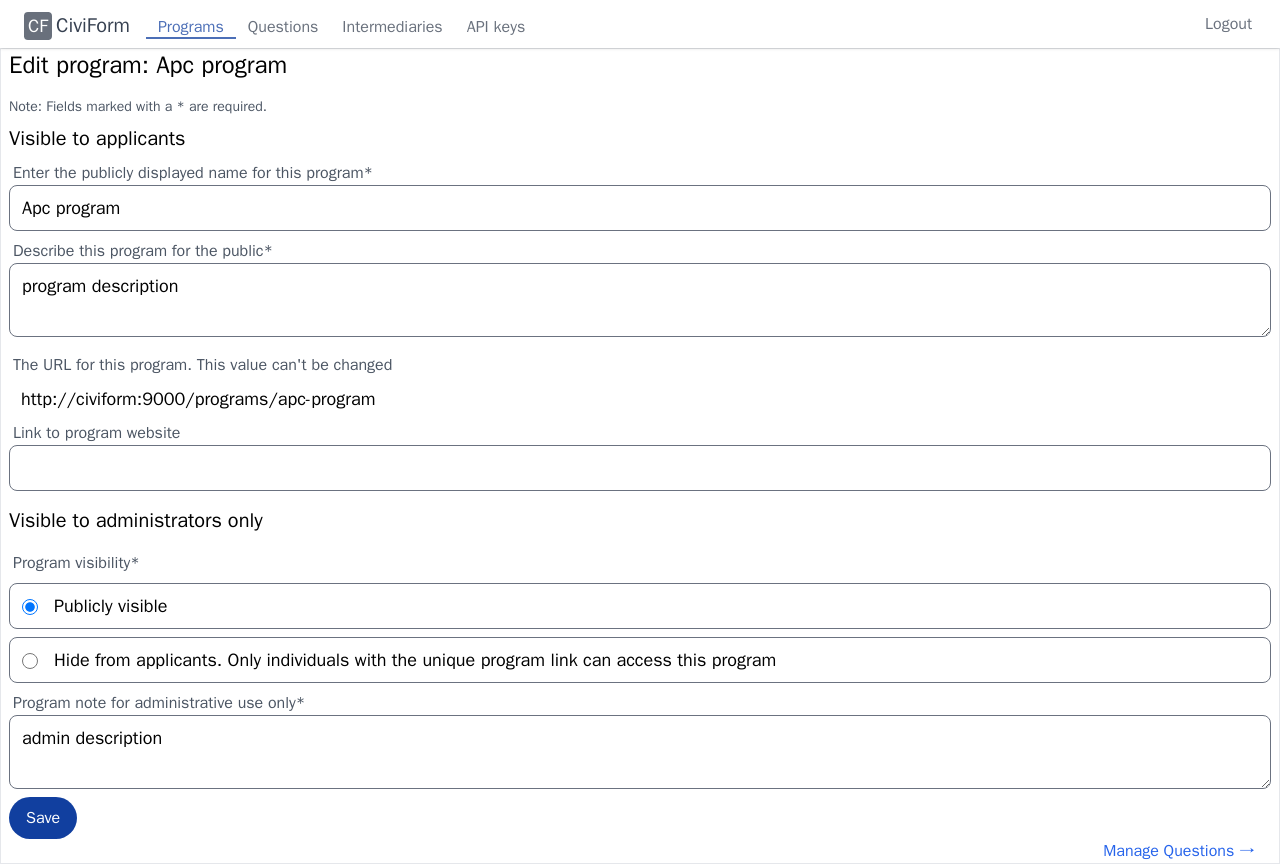 CF CiviForm Programs Questions Intermediaries API keys Logout
Edit program: Apc program
Note: Fields marked with a * are required.
Visible to applicants
Enter the publicly displayed name for this program*
Apc program
Describe this program for the public*
program description
The URL for this program. This value can't be changed
http://civiform:9000/programs/apc-program
Link to program website
Visible to administrators only
Program visibility*
Publicly visible
Hide from applicants. Only individuals with the unique program link can access this program
Program note for administrative use only*
admin description
Save
Manage Questions →